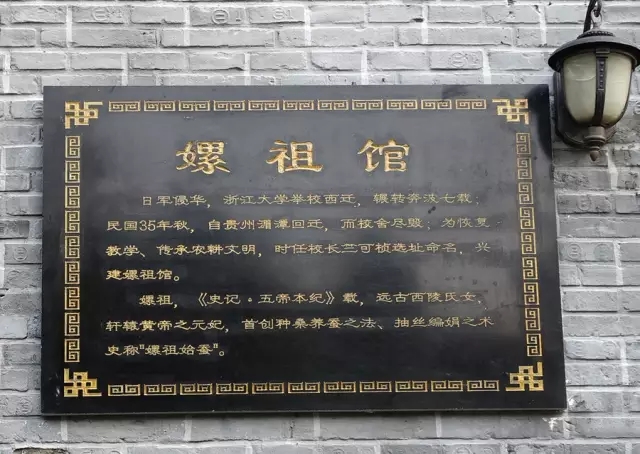 嫘祖馆
日军侵华，浙江大学举校西迁，辗转奔波七载；
民国35年秋，自贵州湄潭回迁，而校舍尽毁；为恢复
教学、传承农耕文明，时任校长竺可桢选址命名，兴
建嫘祖馆。
嫘祖，《史记·五帝本纪》载，远古西陵氏女，
轩辕黄帝之元妃，首创种桑养蚕之法、抽丝编娟之术
史称"嫘祖始蚕"。